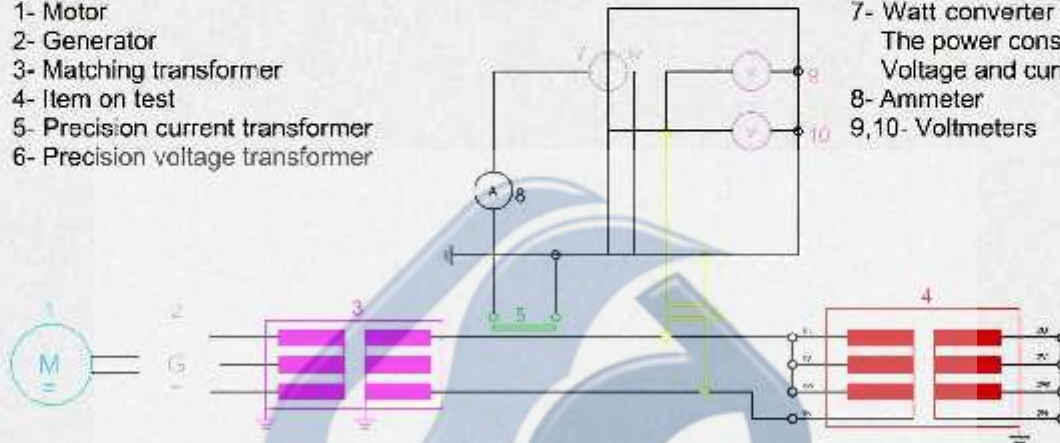 1- Motor
2- Generator
3- Matching transformer
4- Item on test
5- Precision current transformer
6- Precision voltage transformer
7- Watt converter
The power cons
Voltage and cur
8- Ammeter
9,10- Voltmeters
7
W
9
10
A
8
5
1
2
3
4
M
G